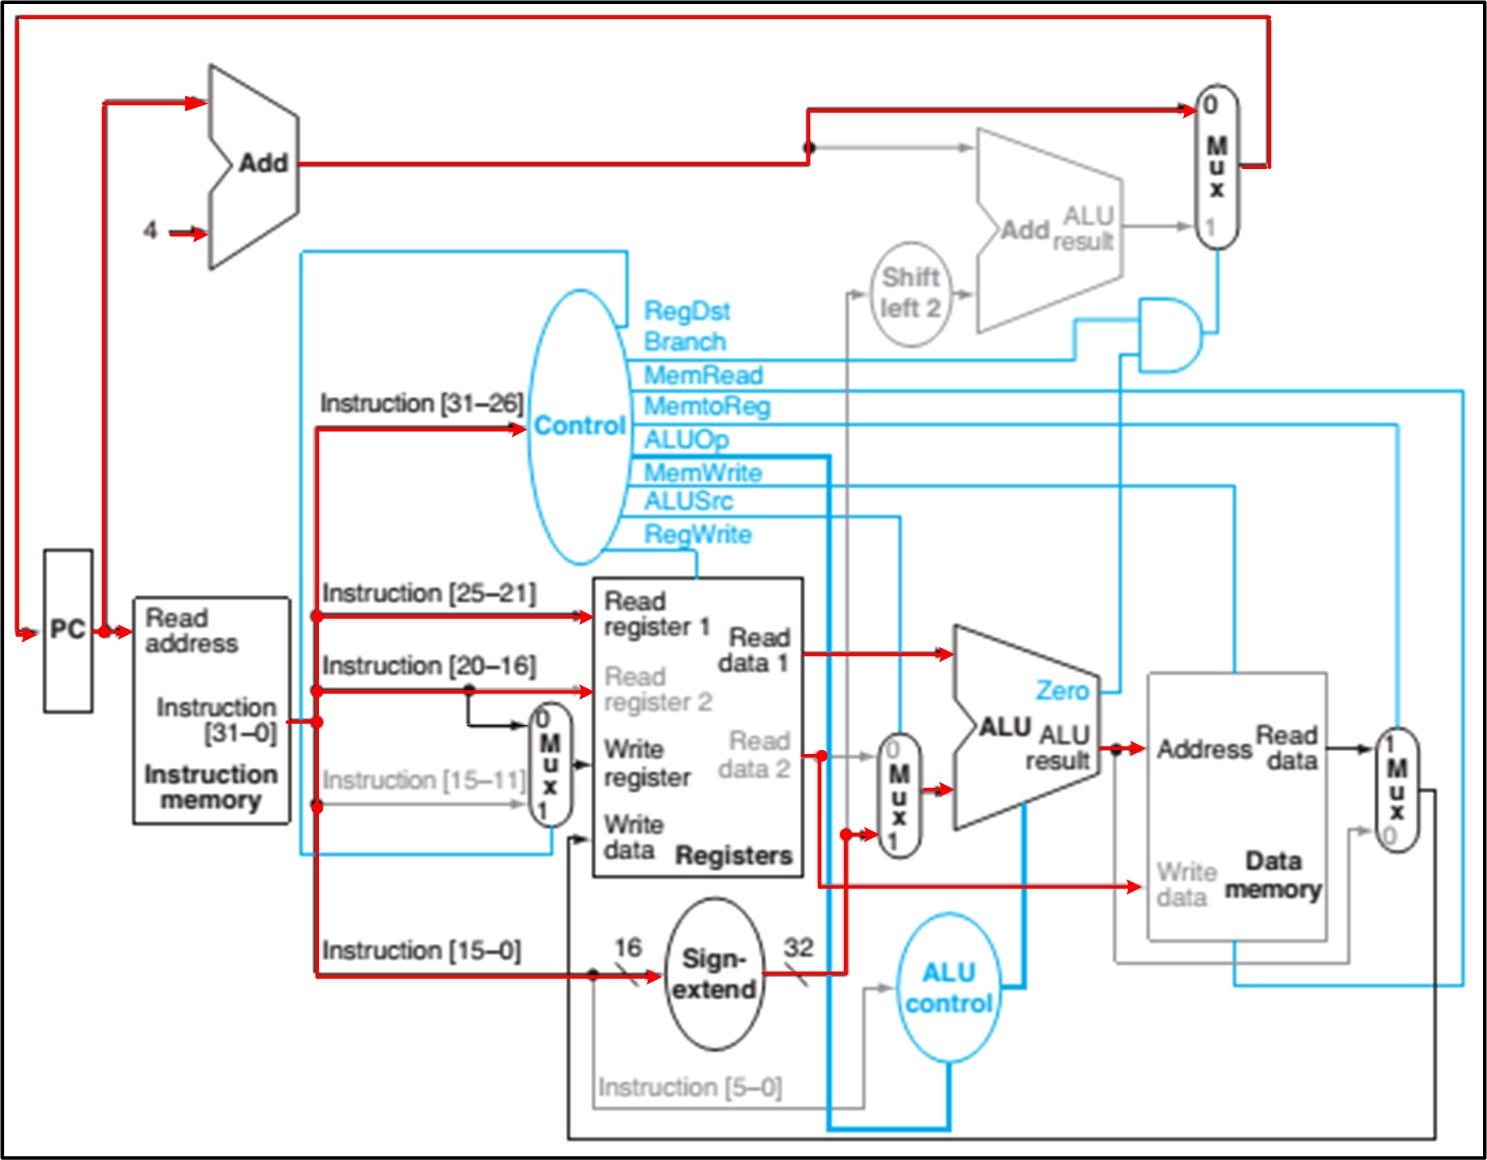 0
M
u
x
1
Add
4
Add
ALU
result
Shift
left 2
RegDst
Branch
MemRead
MemtoReg
ALUOp
MemWrite
ALUSrc
RegWrite
Control
Instruction [31–26]
Instruction [25–21]
Instruction [20–16]
Instruction [15–11]
Instruction [15–0]
Instruction [5–0]
PC
Read
address
Instruction
[31–0]
Instruction
memory
0
M
u
x
1
Read
register 1
Read
register 2
Write
register
Write
data
Read
data 1
Read
data 2
Registers
16
Sign-
extend
32
0
M
u
x
1
Zero
ALU
ALU
result
ALU
control
Address
Read
data
Write
data
Data
memory
1
M
u
x
0